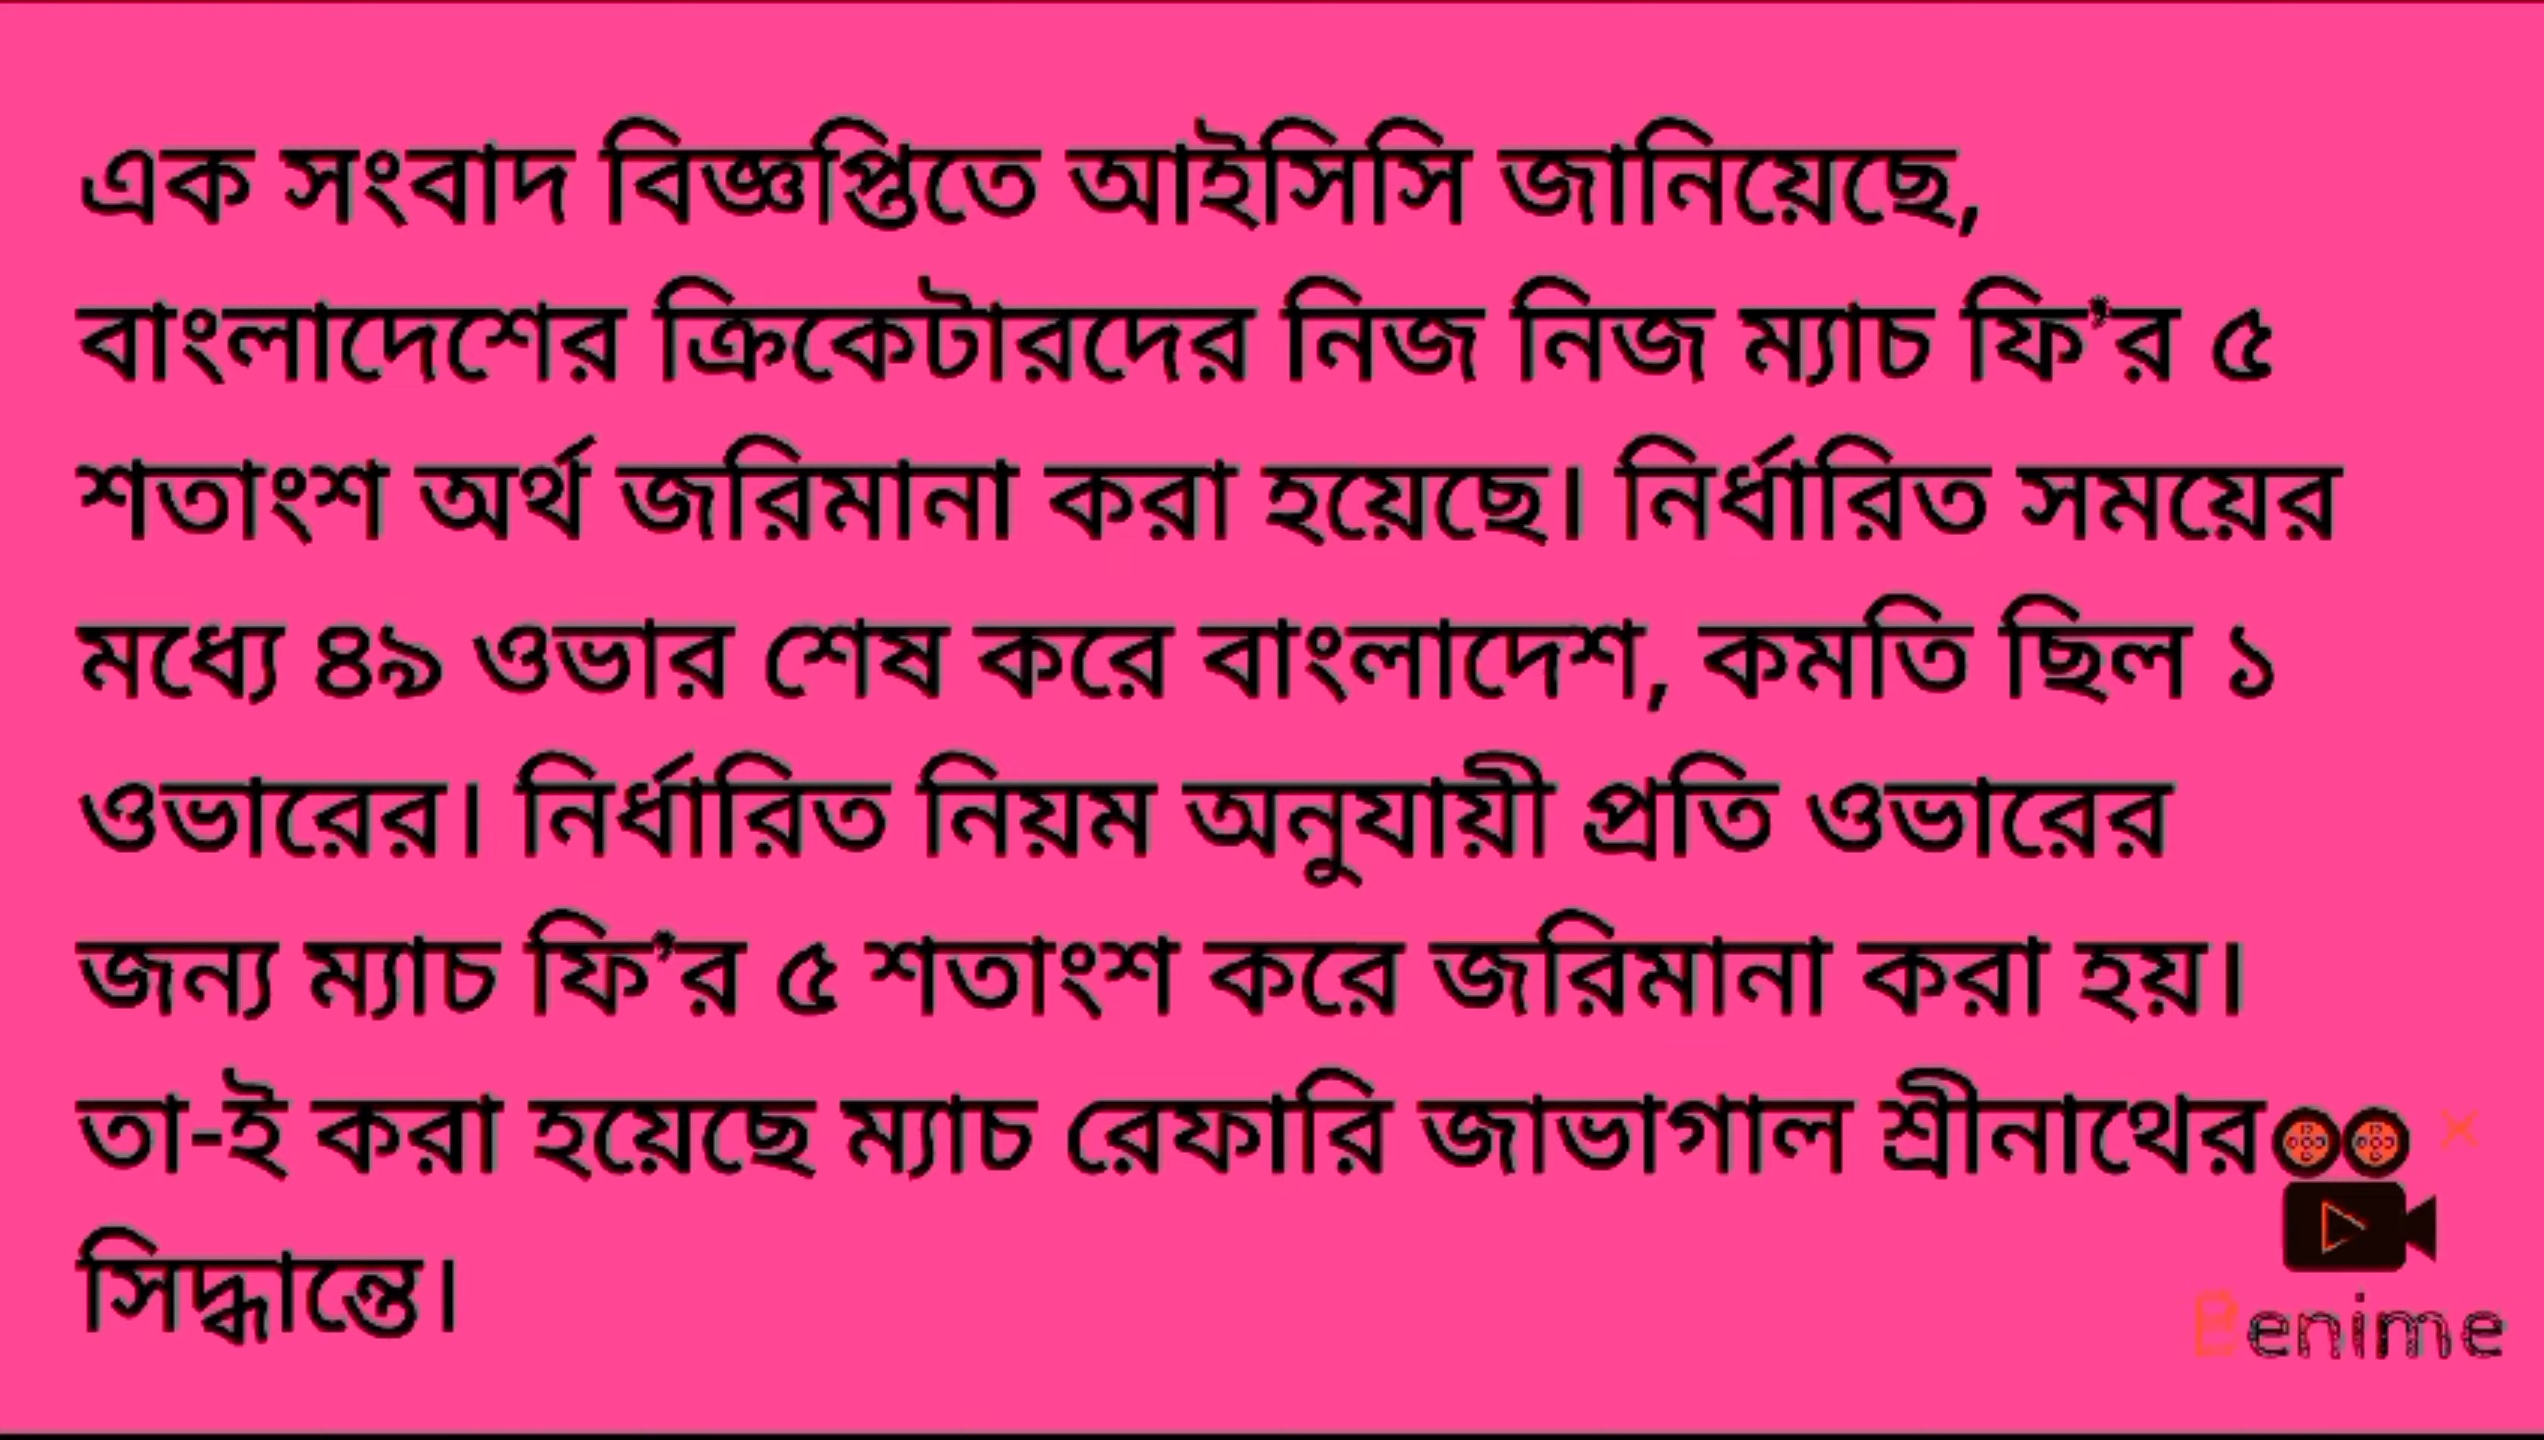 এক সংবাদ বিজ্ঞপ্তিতে আইসিসি জানিয়েছে,
বাংলাদেশের ক্রিকেটারদের নিজ নিজ ম্যাচ ফি’র ৫
শতাংশ অর্থ জরিমানা করা হয়েছে। নির্ধারিত সময়ের
মধ্যে ৪৯ ওভার শেষ করে বাংলাদেশ, কমতি ছিল ১
ওভারের। নির্ধারিত নিয়ম অনুযায়ী প্রতি ওভারের
জন্য ম্যাচ ফি’র ৫ শতাংশ করে জরিমানা করা হয়।
তা-ই করা হয়েছে ম্যাচ রেফারি জাভাগাল শ্রীনাথের
সিদ্ধান্তে।
Benime